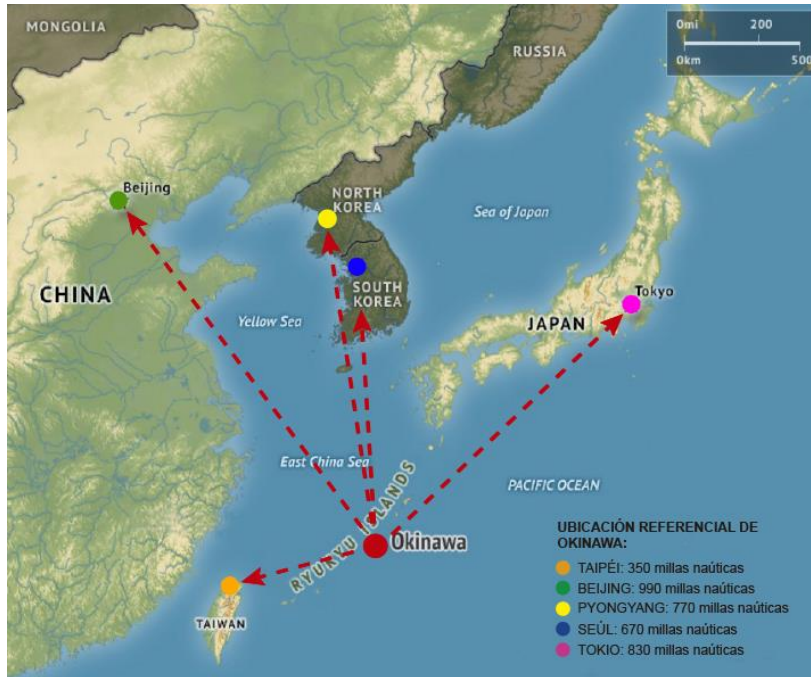 MONGOLIA
RUSSIA
0mi 200
0km 500
Beijing
NORTH
KOREA
Sea of Japan
CHINA
SOUTH
KOREA
Tokyo
Yellow Sea
JAPAN
East China Sea
PACIFIC OCEAN
RYUKYU ISLANDS
Okinawa
TAIWAN
UBICACIÓN REFERENCIAL DE
OKINAWA:
TAIPÉI: 350 millas naúticas
BEIJING: 990 millas naúticas
PYONGYANG: 770 millas naúticas
SEÚL: 670 millas naúticas
TOKIO: 830 millas naúticas